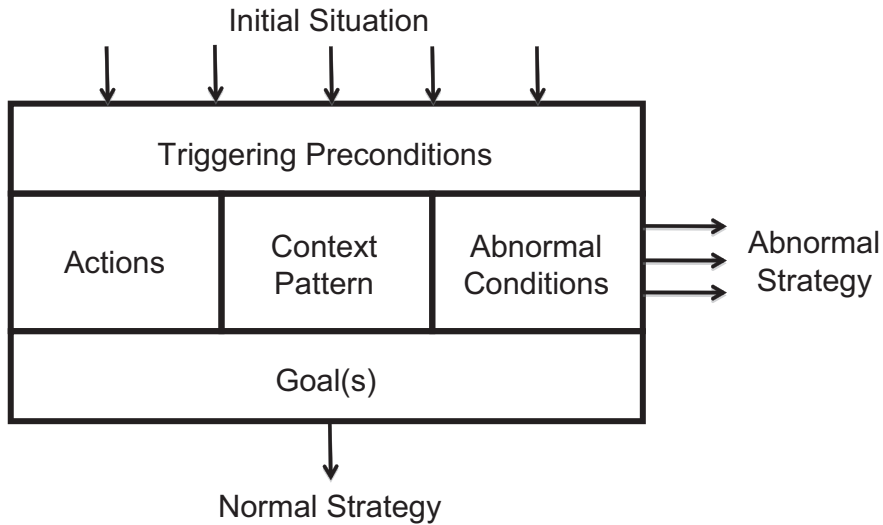 Initial Situation
Triggering Preconditions
Actions
Context
Pattern
Abnormal
Conditions
Abnormal
Strategy
Goal(s)
Normal Strategy